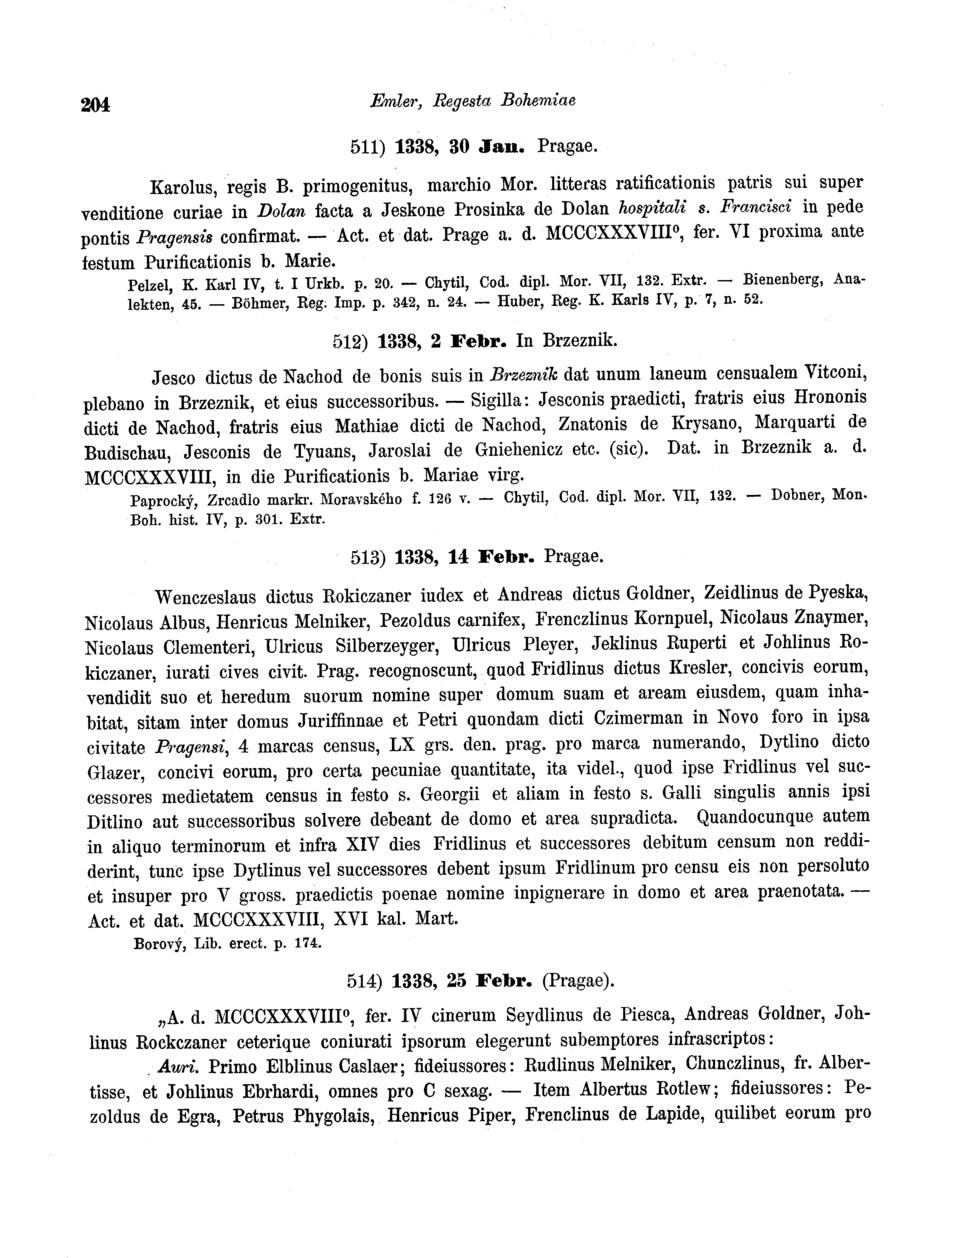 204
Emler, Regesta Bohemiae
511) 1338, 30 Jan. Pragae.
Karolus, regis B. primogenitus, marchio Mor. litteras ratificationis patris sui super
venditione curiae in Dolan facta a Jeskone Prosinka de Dolan hospitali s. Francisci in pede
pontis Pragensis confirmat. — Act. et dat. Prage a. d. MCCCXXXVIII⁰, fer. VI proxima ante
festum Purificationis b. Marie.
Pelzel, K. Karl IV, t. I Urkb. p. 20. — Chytil, Cod. dipl. Mor. VII, 132. Extr. — Bienenberg, Ana-
lekten, 45. — Böhmer, Reg. Imp. p. 342, n. 24. — Huber, Reg. K. Karls IV, p. 7, n. 52.
512) 1338, 2 Febr. In Brzeznik.
Jesco dictus de Nachod de bonis suis in Brzeznik dat unum laneum censualem Vitconi,
plebano in Brzeznik, et eius successoribus. — Sigilla: Jesconis praedicti, fratris eius Hrononis
dicti de Nachod, fratris eius Mathiae dicti de Nachod, Znatonis de Krysano, Marquarti de
Budischau, Jesconis de Tyuans, Jaroslai de Gniehenicz etc. (sic). Dat. in Brzeznik a. d.
MCCCXXXVIII, in die Purificationis b. Mariae virg.
Paprocký, Zrcadlo markr. Moravského f. 126 v. — Chytil, Cod. dipl. Mor. VII, 132. — Dobner, Mon.
Boh. hist. IV, p. 301. Extr.
513) 1338, 14 Febr. Pragae.
Wenczeslaus dictus Rokiczaner iudex et Andreas dictus Goldner, Zeidlinus de Pyeska,
Nicolaus Albus, Henricus Melniker, Pezoldus carnifex, Frenczlinus Kornpuel, Nicolaus Znaymer,
Nicolaus Clementeri, Ulricus Silberzeyger, Ulricus Pleyer, Jeklinus Ruperti et Johlinus Ro-
kiczaner, iurati cives civit. Prag. recognoscunt, quod Fridlinus dictus Kresler, concivis eorum,
vendidit suo et heredum suorum nomine super domum suam et aream eiusdem, quam inha-
bitat, sitam inter domus Juriffinnae et Petri quondam dicti Czimerman in Novo foro in ipsa
civitate Pragensi, 4 marcas census, LX grs. den. prag. pro marca numerando, Dytlino dicto
Glazer, concivi eorum, pro certa pecuniae quantitate, ita videl., quod ipse Fridlinus vel suc-
cessores medietatem census in festo s. Georgii et aliam in festo s. Galli singulis annis ipsi
Ditlino aut successoribus solvere debeant de domo et area supradicta. Quandocunque autem
in aliquo terminorum et infra XIV dies Fridlinus et successores debitum censum non reddi-
derint, tunc ipse Dytlinus vel successores debent ipsum Fridlinum pro censu eis non persoluto
et insuper pro V gross. praedictis poenae nomine inpignerare in domo et area praenotata. —
Act. et dat. MCCCXXXVIII, XVI kal. Mart.
Borový, Lib. erect. p. 174.
514) 1338, 25 Febr. (Pragae).
„A. d. MCCCXXXVIII⁰, fer. IV cinerum Seydlinus de Piesca, Andreas Goldner, Joh-
linus Rockczaner ceterique coniurati ipsorum elegerunt subemptores infrascriptos:
Auri. Primo Elblinus Caslaer; fideiussores: Rudlinus Melniker, Chunczlinus, fr. Alber-
tisse, et Johlinus Ebrhardi, omnes pro C sexag. — Item Albertus Rotlew; fideiussores: Pe-
zoldus de Egra, Petrus Phygolais, Henricus Piper, Frenclinus de Lapide, quilibet eorum pro